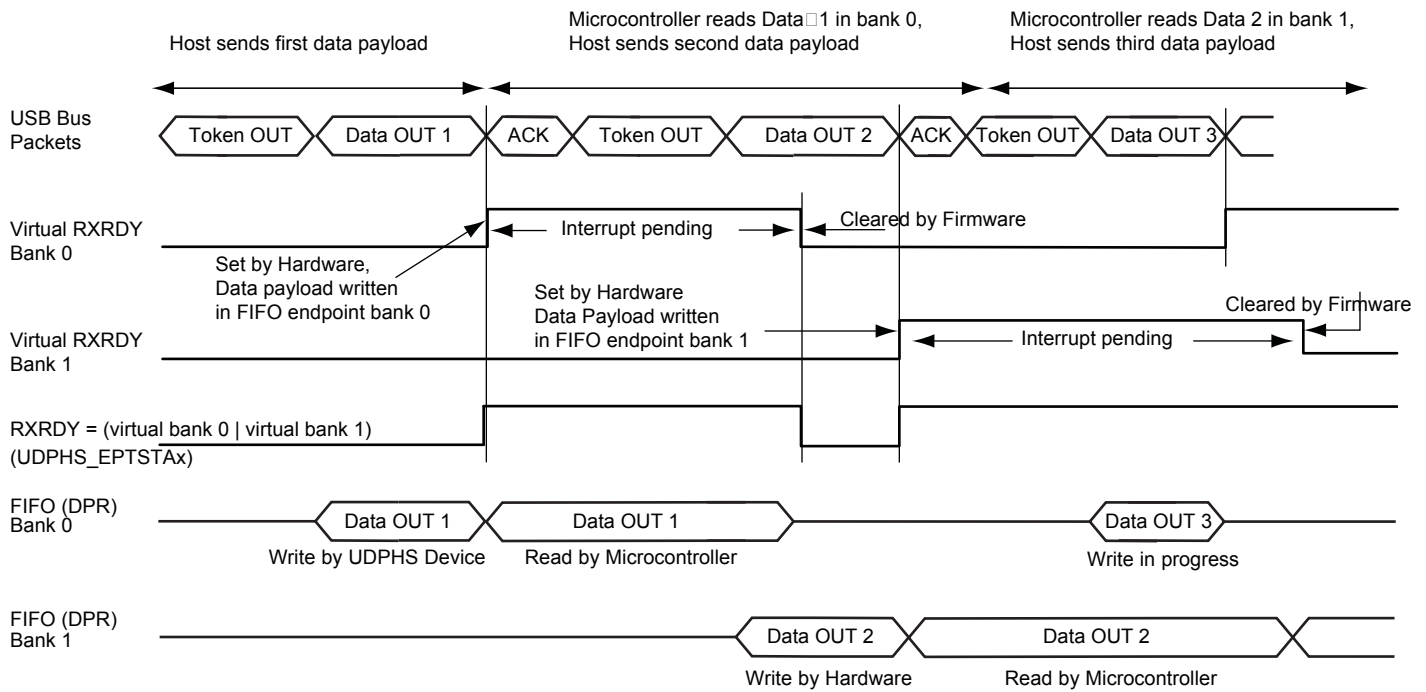 Host sends first data payload
Microcontroller reads Data□1 in bank 0,
Host sends second data payload
Microcontroller reads Data 2 in bank 1,
Host sends third data payload
USB Bus
Packets
Token OUT
Data OUT 1
ACK
Token OUT
Data OUT 2
ACK
Token OUT
Data OUT 3
Virtual RXRDY
Bank 0
Interrupt pending
Cleared by Firmware
Set by Hardware,
Data payload written
in FIFO endpoint bank 0
Set by Hardware
Data Payload written
in FIFO endpoint bank 1
Cleared by Firmware
Virtual RXRDY
Bank 1
Interrupt pending
RXRDY = (virtual bank 0 | virtual bank 1)
(UDPHS_EPTSTAx)
FIFO (DPR)
Bank 0
Data OUT 1
Data OUT 1
Data OUT 3
Write by UDPHS Device
Read by Microcontroller
Write in progress
FIFO (DPR)
Bank 1
Data OUT 2
Data OUT 2
Write by Hardware
Read by Microcontroller